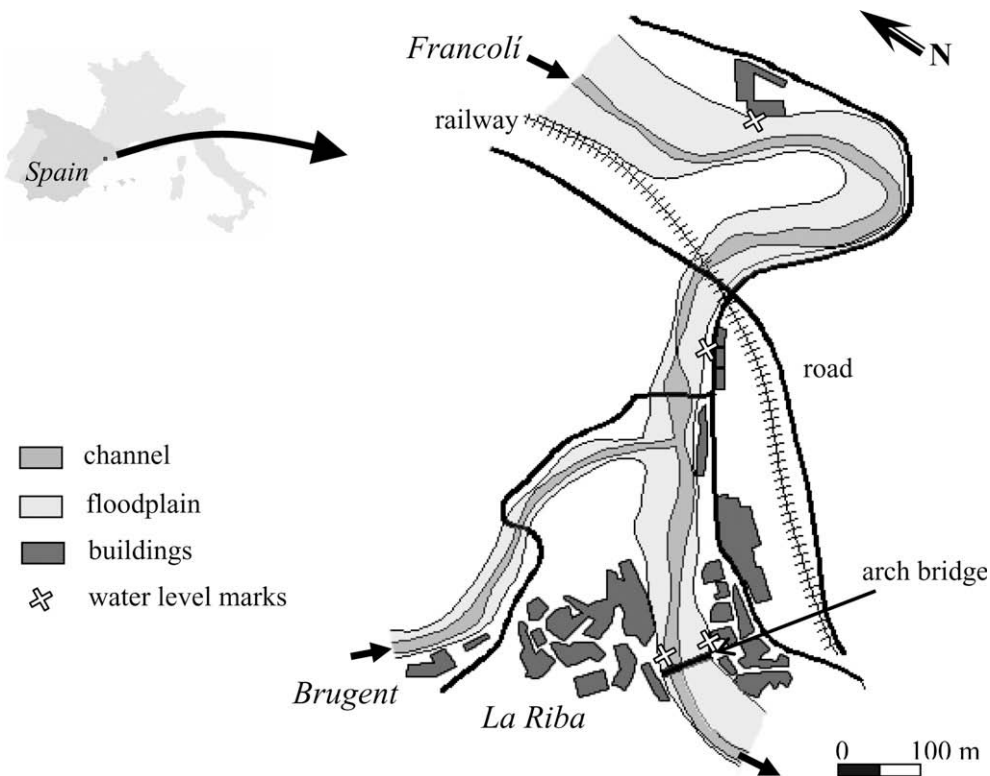 Francolí
N
railway
Spain
road
channel
floodplain
buildings
water level marks
arch bridge
Brugent
La Riba
0 100 m